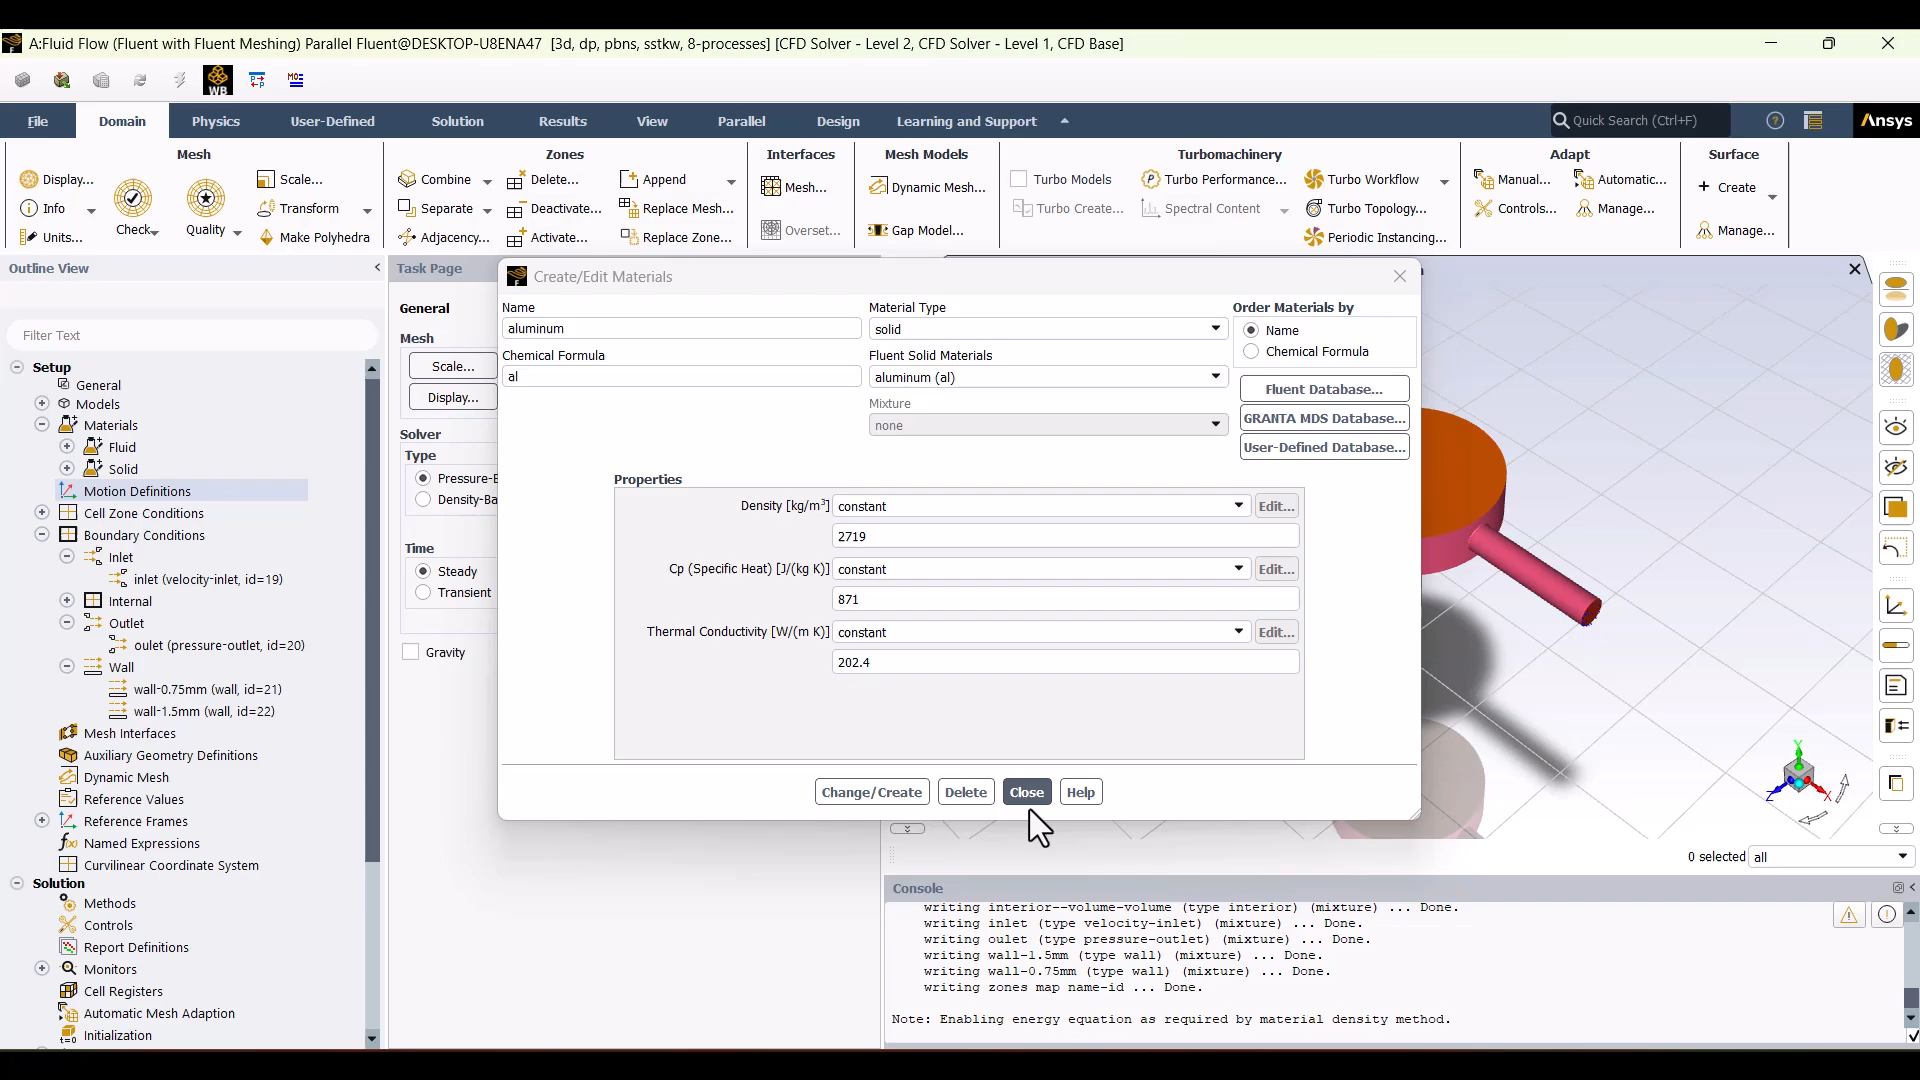 A:Fluid Flow (Fluent with Fluent Meshing) Parallel Fluent@DESKTOP-U8ENA47 [3d, dp, pbns, sstkw, 8-processes] [CFD Solver - Level 2, CFD Solver - Level 1, CFD Base]
WB
File Domain Physics User-Defined Solution Results View Parallel Design Learning and Support Quick Search (Ctrl+F) Ansys
Mesh Zones Interfaces Mesh Models Turbomachinery Adapt Surface
Display... Scale... Combine Delete... Append Mesh... Dynamic Mesh... Turbo Models Turbo Performance... Turbo Workflow Manual... Automatic... Create
Info Transform Separate Deactivate... Replace Mesh... Turbo Create... Spectral Content Turbo Topology... Controls... Manage...
Units... Check Quality Make Polyhedra Adjacency... Activate... Replace Zone... Overset... Gap Model... Periodic Instancing... Manage...
Outline View
Filter Text
Setup
General
Models
Materials
Fluid
Solid
Motion Definitions
Cell Zone Conditions
Boundary Conditions
Inlet
inlet (velocity-inlet, id=19)
Internal
Outlet
oulet (pressure-outlet, id=20)
Wall
wall-0.75mm (wall, id=21)
wall-1.5mm (wall, id=22)
Mesh Interfaces
Auxiliary Geometry Definitions
Dynamic Mesh
Reference Values
Reference Frames
Named Expressions
Curvilinear Coordinate System
Solution
Methods
Controls
Report Definitions
Monitors
Cell Registers
Automatic Mesh Adaption
Initialization
Task Page
General
Mesh
Scale...
Display...
Solver
Type
Pressure-B
Density-Ba
Time
Steady
Transient
Gravity
Create/Edit Materials
Name
aluminum
Chemical Formula
al
Material Type
solid
Fluent Solid Materials
aluminum (al)
Mixture
none
Order Materials by
Name
Chemical Formula
Fluent Database...
GRANTA MDS Database...
User-Defined Database...
Properties
Density [kg/m³] constant Edit...
2719
Cp (Specific Heat) [J/(kg K)] constant Edit...
871
Thermal Conductivity [W/(m K)] constant Edit...
202.4
Change/Create Delete Close Help
Y
Z
X
0 selected all
Console
writing interior--volume-volume (type interior) (mixture) ... Done.
writing inlet (type velocity-inlet) (mixture) ... Done.
writing oulet (type pressure-outlet) (mixture) ... Done.
writing wall-1.5mm (type wall) (mixture) ... Done.
writing wall-0.75mm (type wall) (mixture) ... Done.
writing zones map name-id ... Done.
Note: Enabling energy equation as required by material density method.